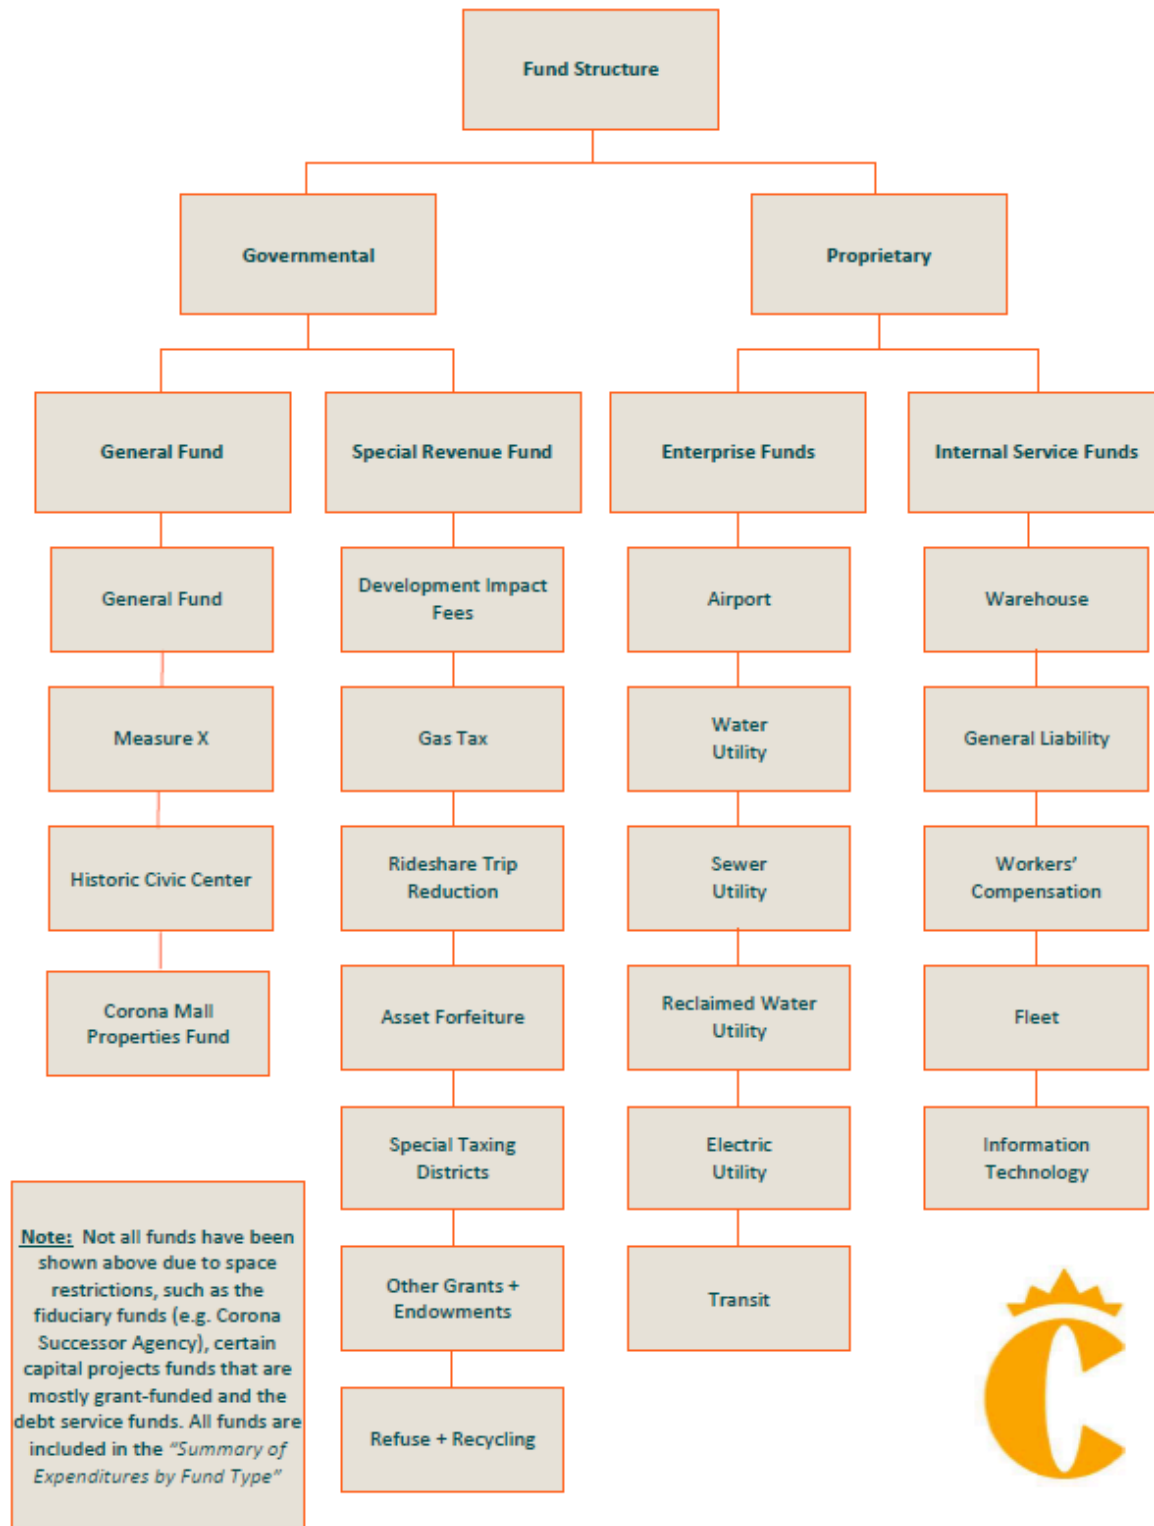 Fund Structure
Governmental
Proprietary
General Fund
Special Revenue Fund
Enterprise Funds
Internal Service Funds
General Fund
Development Impact
Fees
Airport
Warehouse
Measure X
Gas Tax
Water
Utility
General Liability
Historic Civic Center
Rideshare Trip
Reduction
Sewer
Utility
Workers’
Compensation
Corona Mall
Properties Fund
Asset Forfeiture
Reclaimed Water
Utility
Fleet
Special Taxing
Districts
Electric
Utility
Information
Technology
Note: Not all funds have been
shown above due to space
restrictions, such as the
fiduciary funds (e.g. Corona
Successor Agency), certain
capital projects funds that are
mostly grant-funded and the
debt service funds. All funds are
included in the “Summary of
Expenditures by Fund Type”
Other Grants +
Endowments
Transit
Refuse + Recycling
C